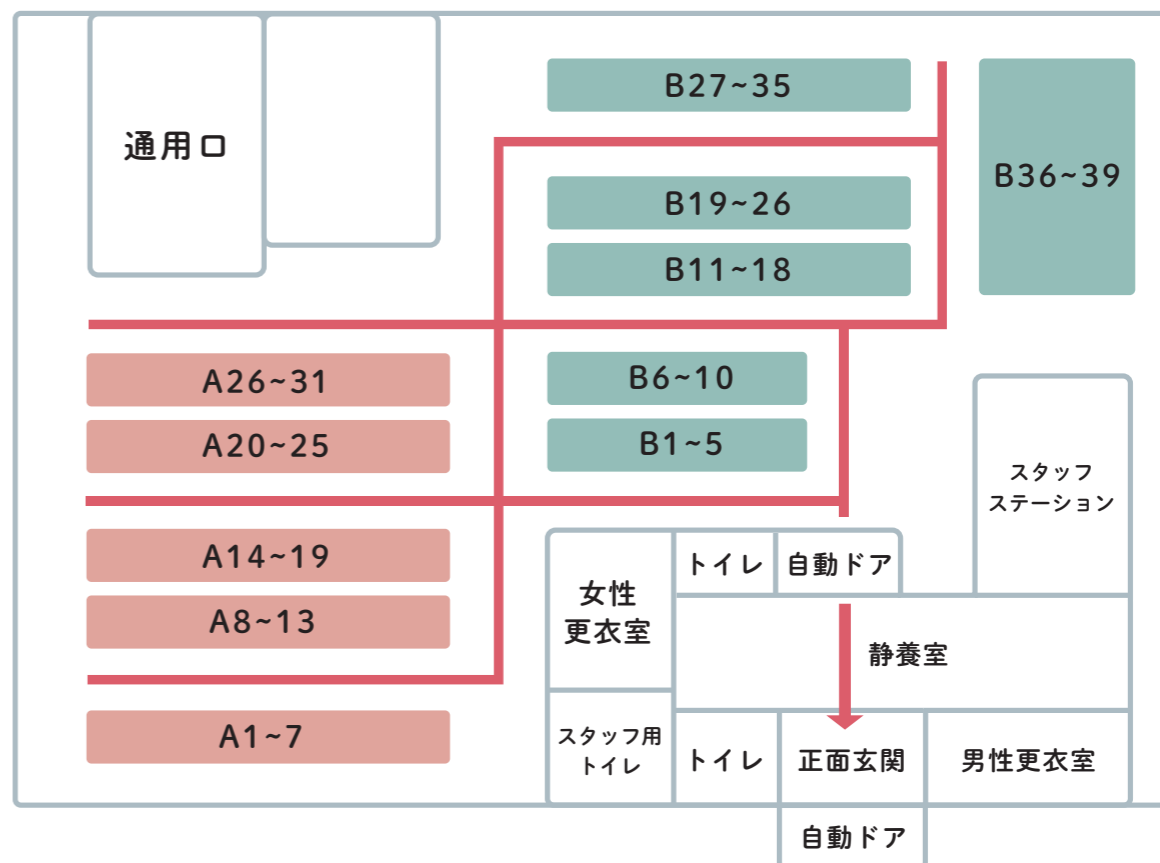 通用口
B27~35
B36~39
B19~26
B11~18
A26~31
A20~25
B6~10
B1~5
スタッフ
ステーション
A14~19
A8~13
A1~7
女性
更衣室
トイレ
自動ドア
静養室
スタッフ用
トイレ
トイレ
正面玄関
男性更衣室
自動ドア